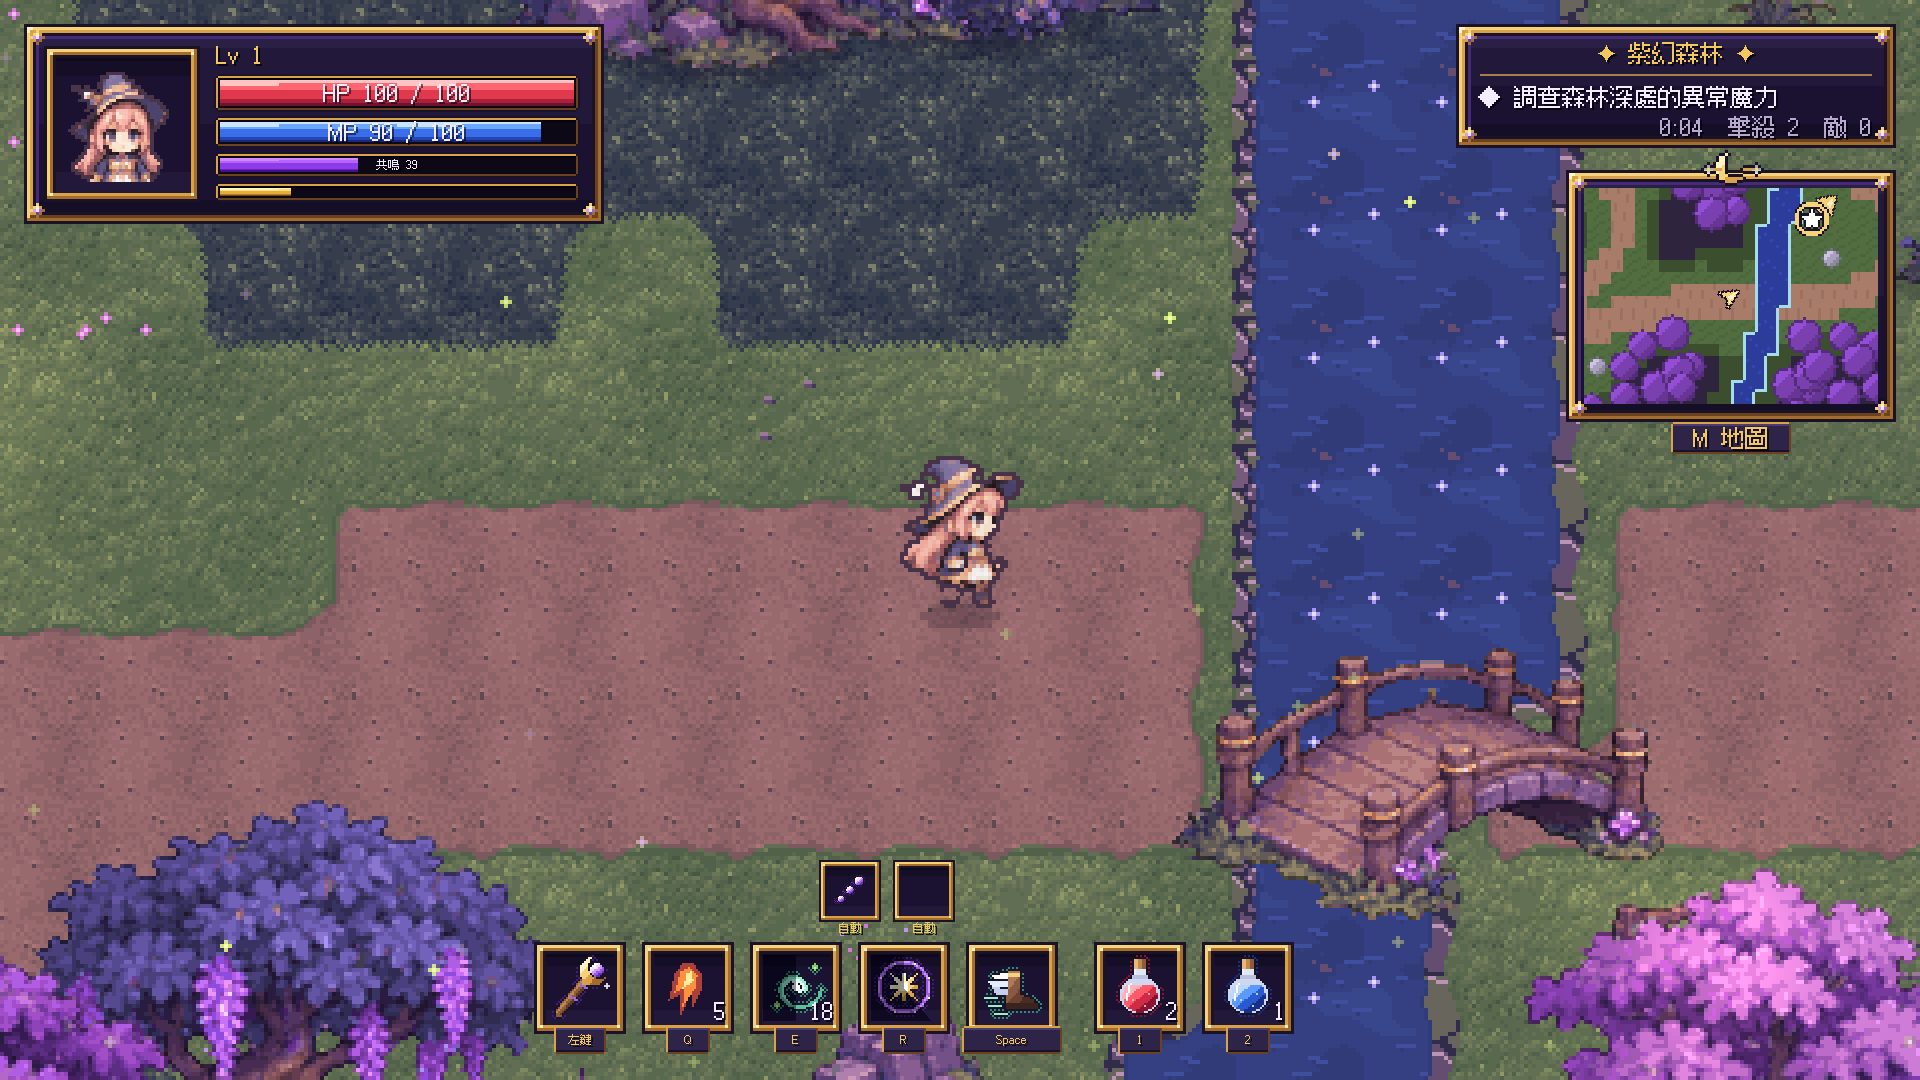 Lv 1
HP 100 / 100
MP 90 / 100
共鳴 39
紫幻森林
調查森林深處的異常魔力
0:04 擊殺 2 敵 0
M 地圖
自動 自動
5 18 2 1
左鍵 Q E R Space 1 2